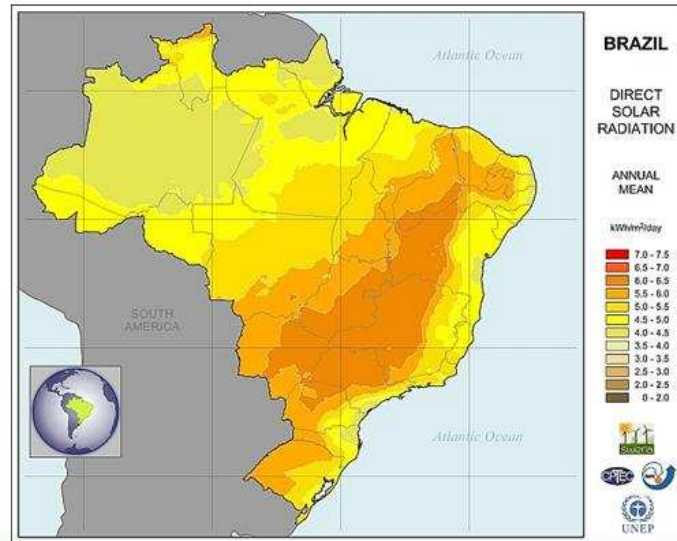 Atlantic Ocean
SOUTH
AMERICA
Atlantic Ocean
BRAZIL
DIRECT
SOLAR
RADIATION
ANNUAL
MEAN
kWh/m²/day
7.0 - 7.5
6.5 - 7.0
6.0 - 6.5
5.5 - 6.0
5.0 - 5.5
4.5 - 5.0
4.0 - 4.5
3.5 - 4.0
3.0 - 3.5
2.5 - 3.0
2.0 - 2.5
0 - 2.0
swera
CPTEC
UNEP